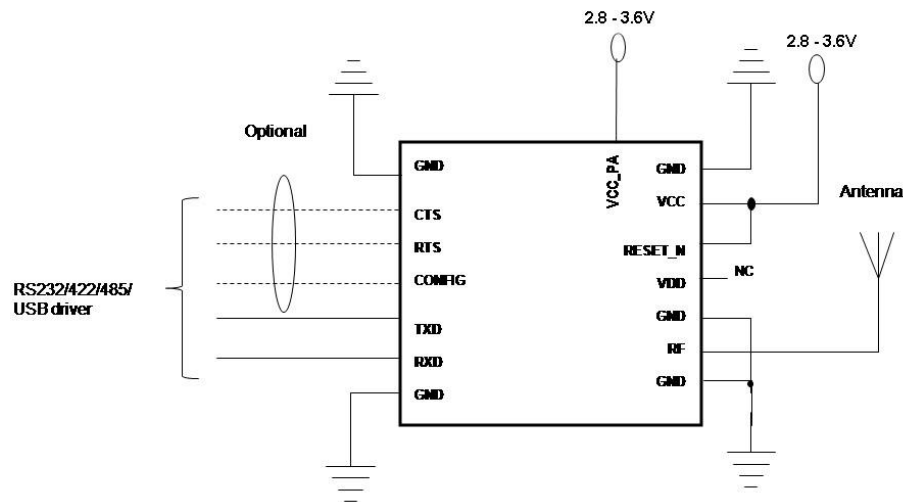 2.8 - 3.6V
2.8 - 3.6V
Optional
Antenna
RS232/422/485/
USB driver
GND
CTS
RTS
CONFIG
TXD
RXD
GND
VCC_PA
GND
VCC
RESET_N
VDD
NC
GND
RF
GND